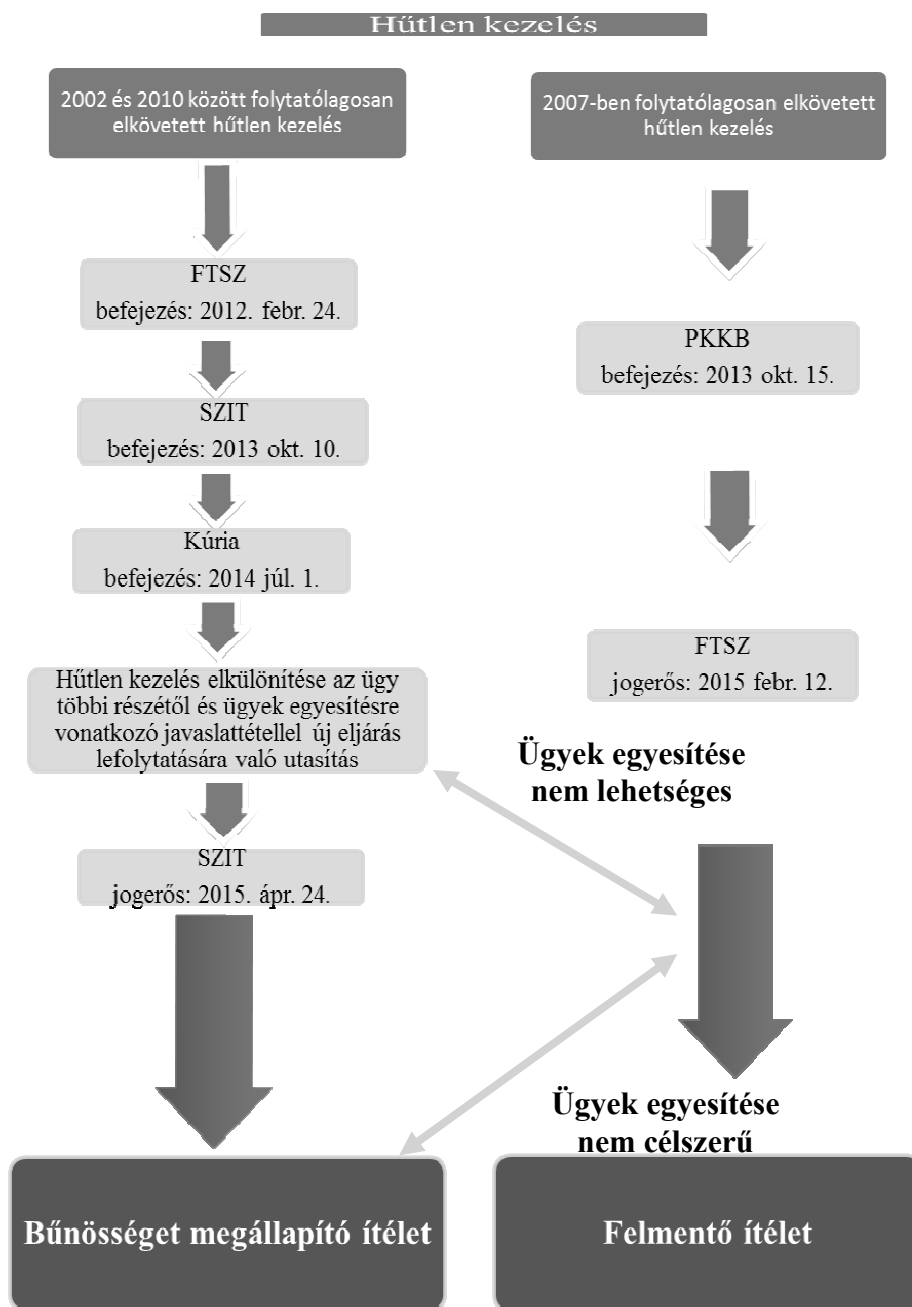 Hűtlen kezelés
2002 és 2010 között folytatólagosan
elkövetett hűtlen kezelés
FTSZ
befejezés: 2012. febr. 24.
SZIT
befejezés: 2013 okt. 10.
Kúria
befejezés: 2014 júl. 1.
Hűtlen kezelés elkülönítése az ügy
többi részétől és ügyek egyesítésre
vonatkozó javaslattétellel új eljárás
lefolytatására való utasítás
SZIT
jogerős: 2015. ápr. 24.
Bűnösséget megállapító ítélet
2007-ben folytatólagosan elkövetett
hűtlen kezelés
PKKB
befejezés: 2013 okt. 15.
FTSZ
jogerős: 2015 febr. 12.
Ügyek egyesítése
nem lehetséges
Ügyek egyesítése
nem célszerű
Felmentő ítélet